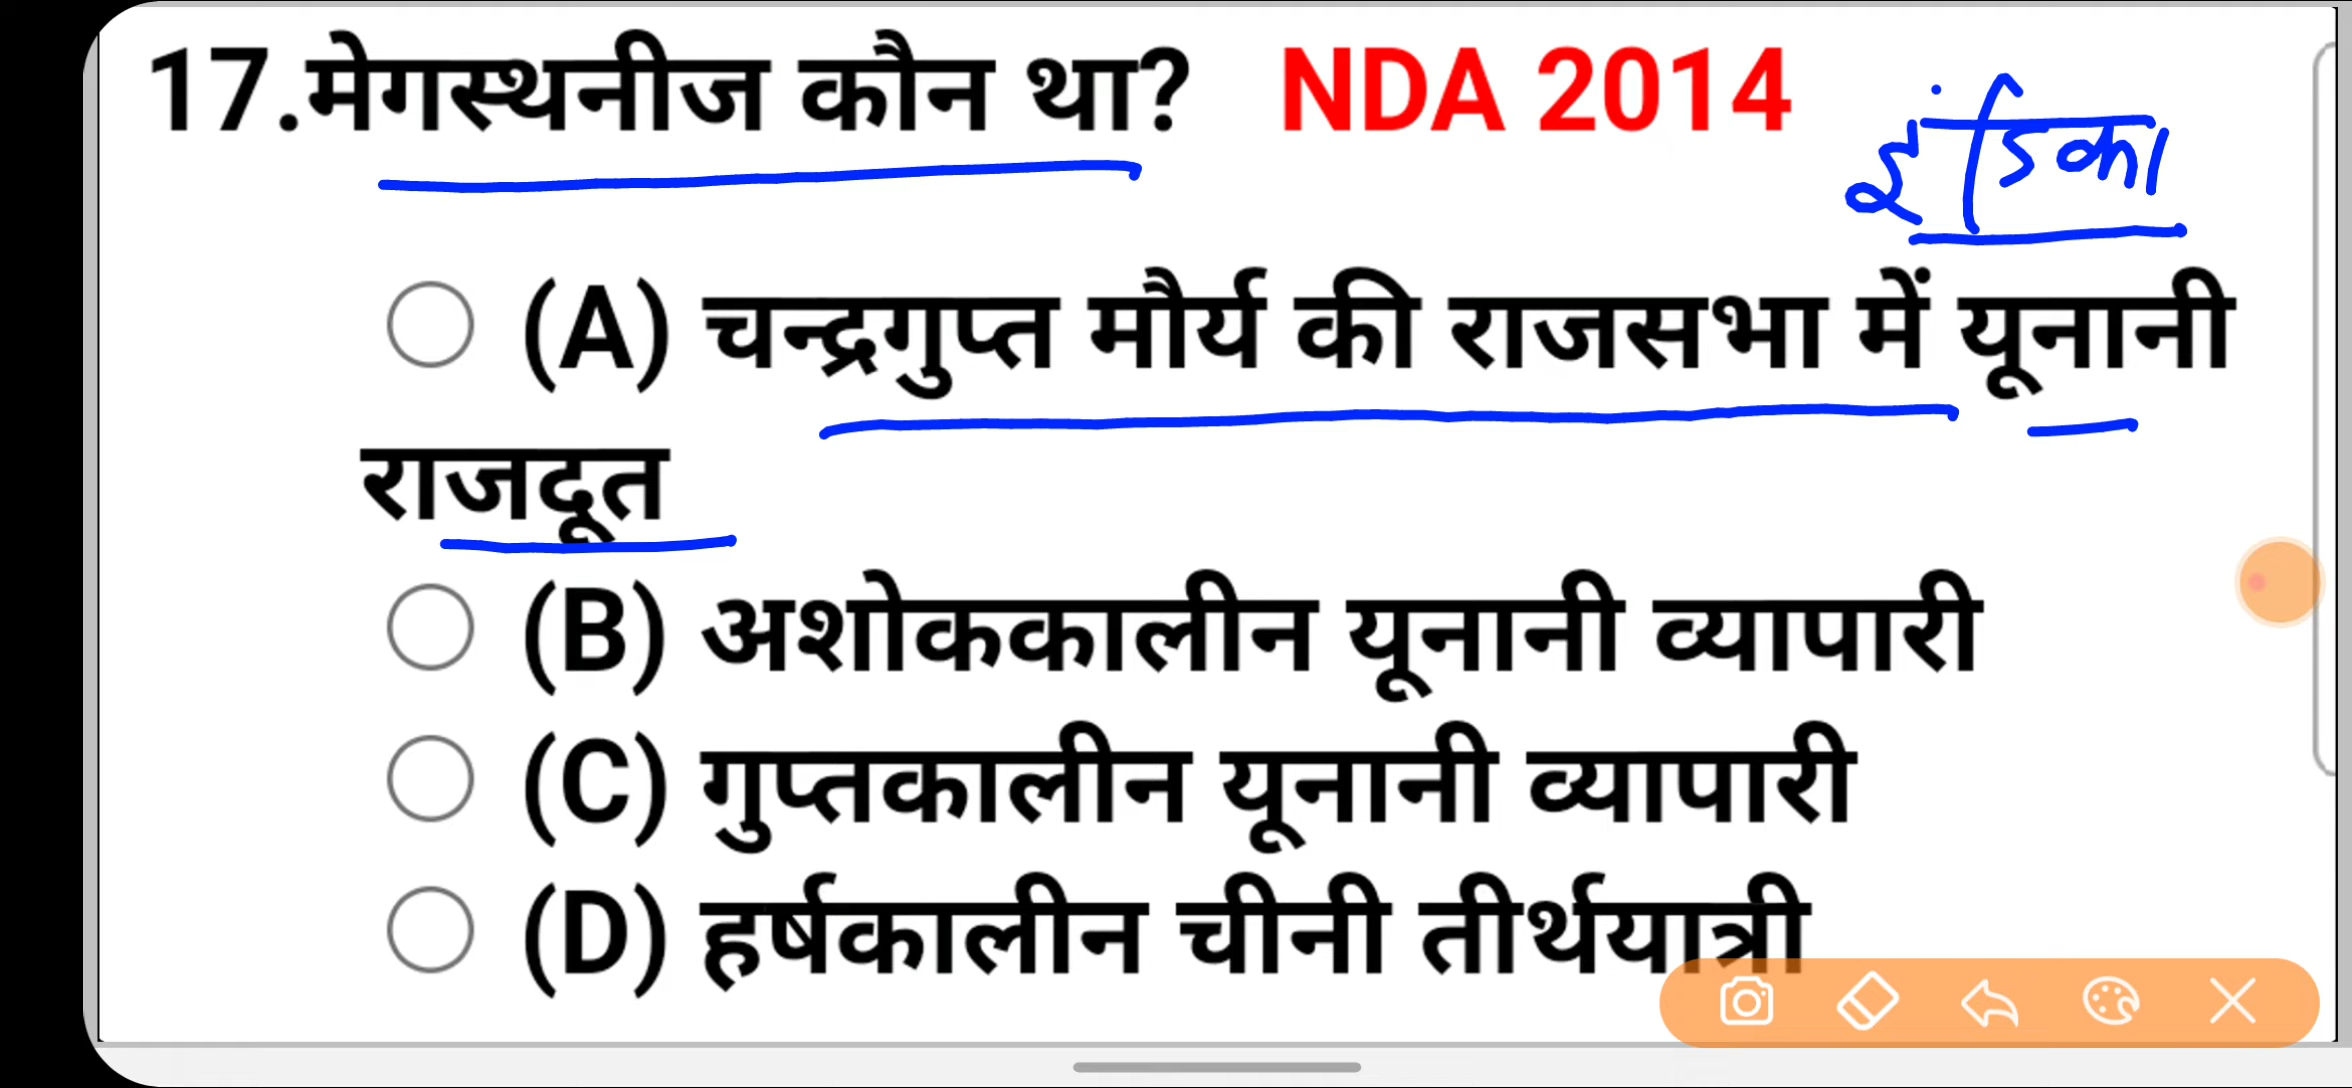 17.मेगस्थनीज कौन था? NDA 2014
इंडिका
(A) चन्द्रगुप्त मौर्य की राजसभा में यूनानी
राजदूत
(B) अशोककालीन यूनानी व्यापारी
(C) गुप्तकालीन यूनानी व्यापारी
(D) हर्षकालीन चीनी तीर्थयात्री